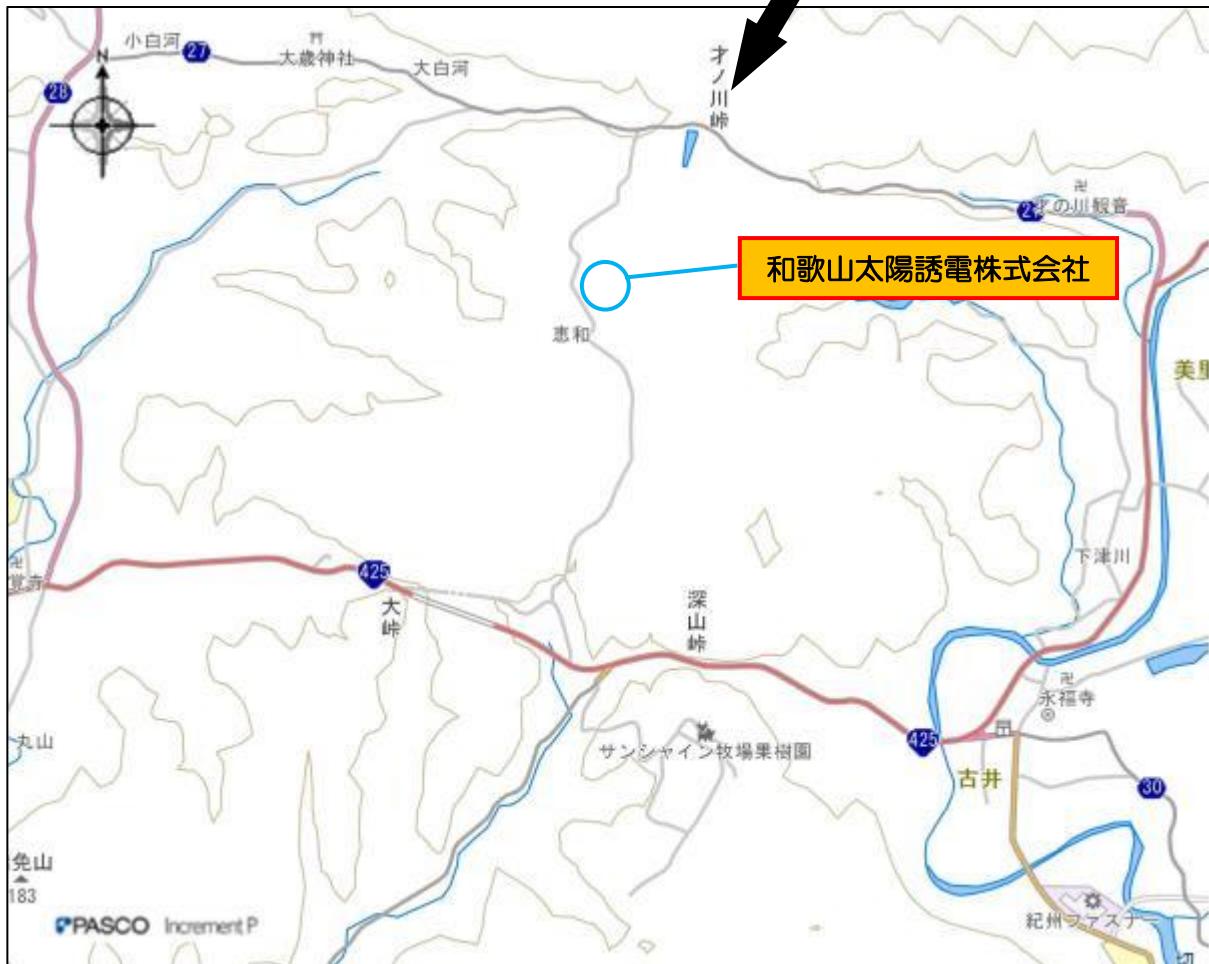 小白河
27
大歳神社
大白河
N
28
才ノ川峠
2
才の川観音
和歌山太陽誘電株式会社
恵和
美里
下津川
覚寺
425
大峠
深山峠
永福寺
丸山
サンシャイン牧場果樹園
425
古井
30
免山
183
紀州ファスナー
PASCO Increment P
切